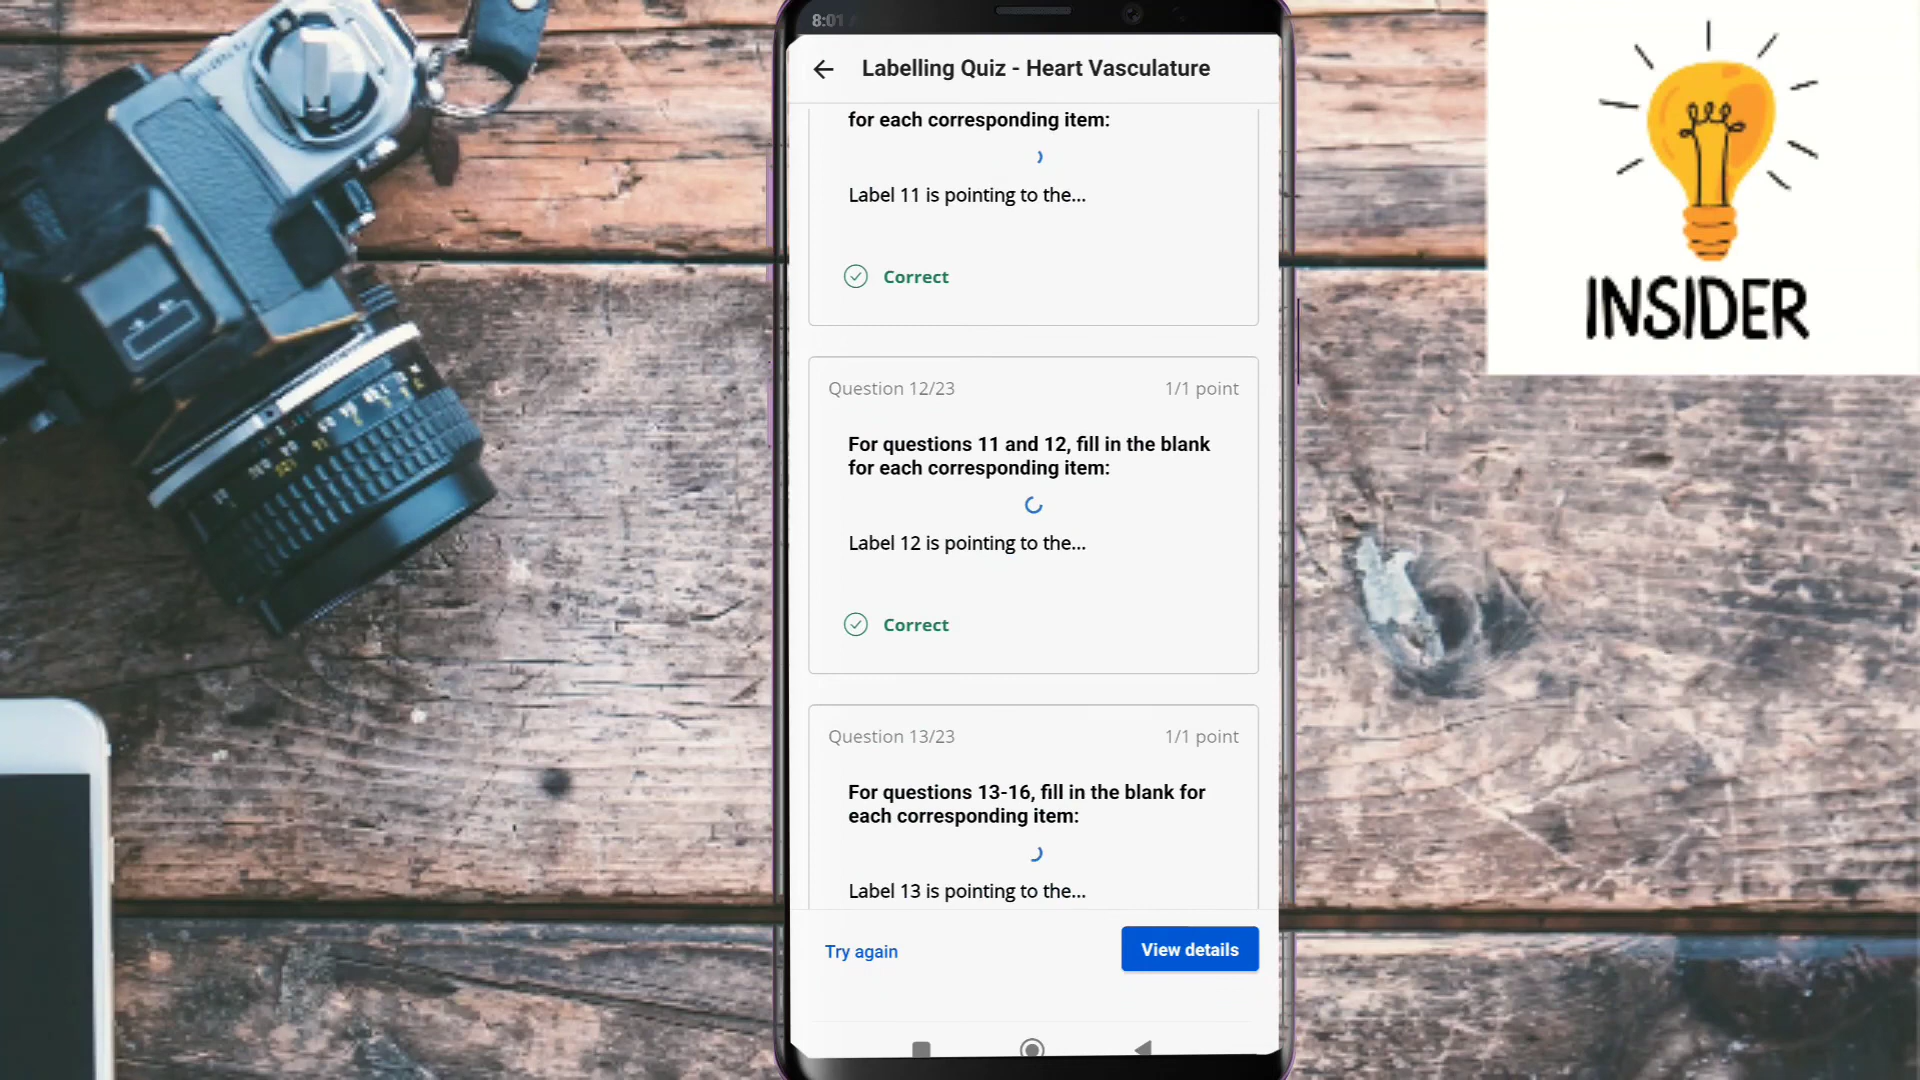 8:01
Labelling Quiz - Heart Vasculature
for each corresponding item:
Label 11 is pointing to the...
Correct
Question 12/23
1/1 point
For questions 11 and 12, fill in the blank
for each corresponding item:
Label 12 is pointing to the...
Correct
Question 13/23
1/1 point
For questions 13-16, fill in the blank for
each corresponding item:
Label 13 is pointing to the...
Try again
View details
INSIDER